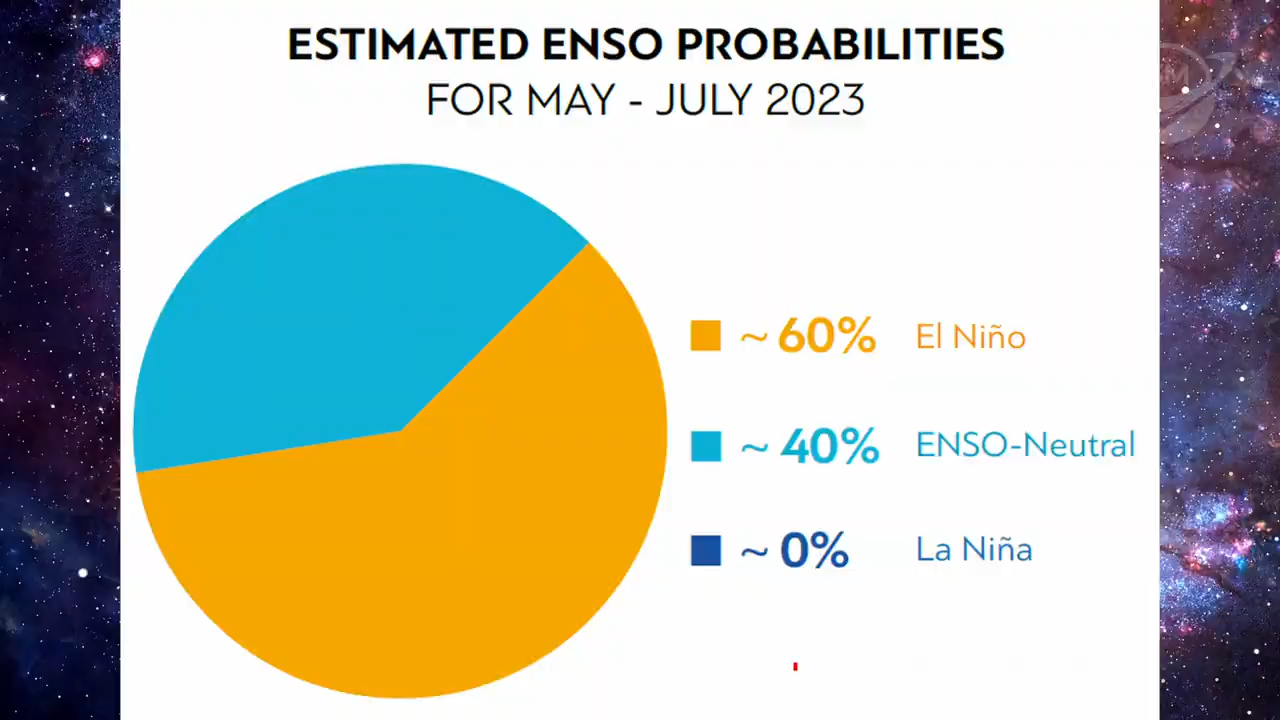 ESTIMATED ENSO PROBABILITIES
FOR MAY - JULY 2023
~ 60% El Niño
~ 40% ENSO-Neutral
~ 0% La Niña